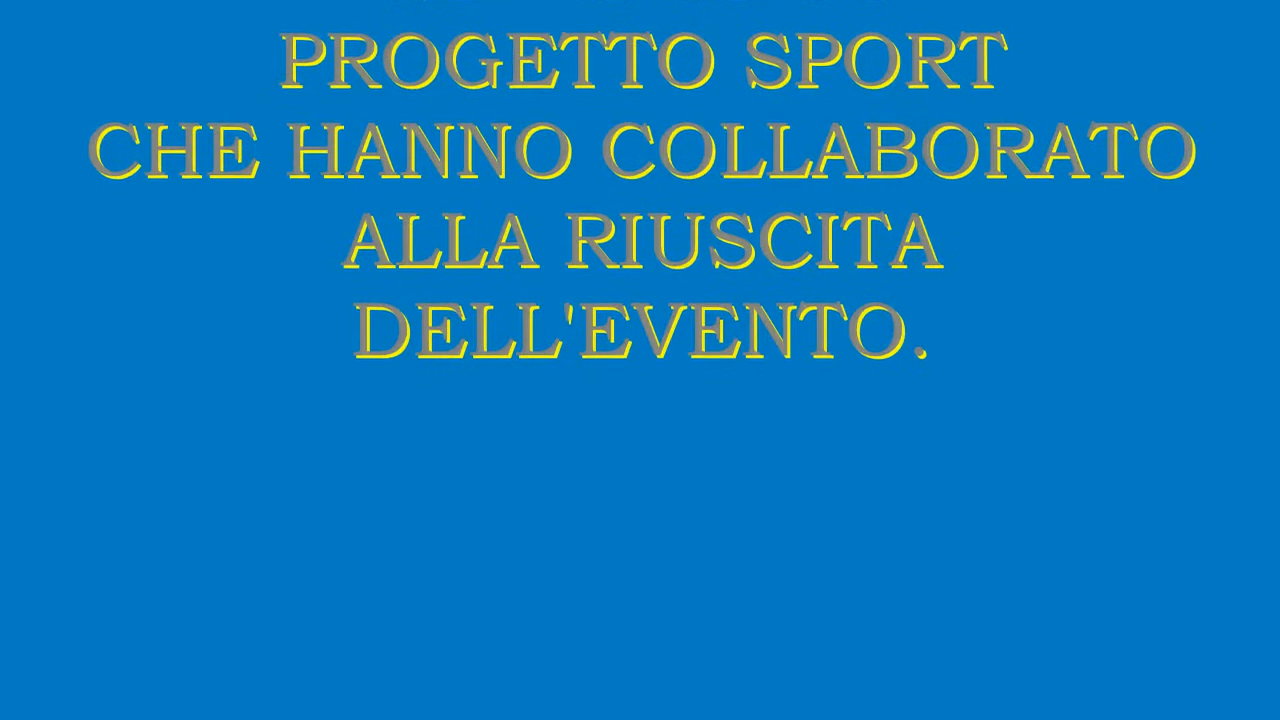 PROGETTO SPORT
CHE HANNO COLLABORATO
ALLA RIUSCITA
DELL'EVENTO.